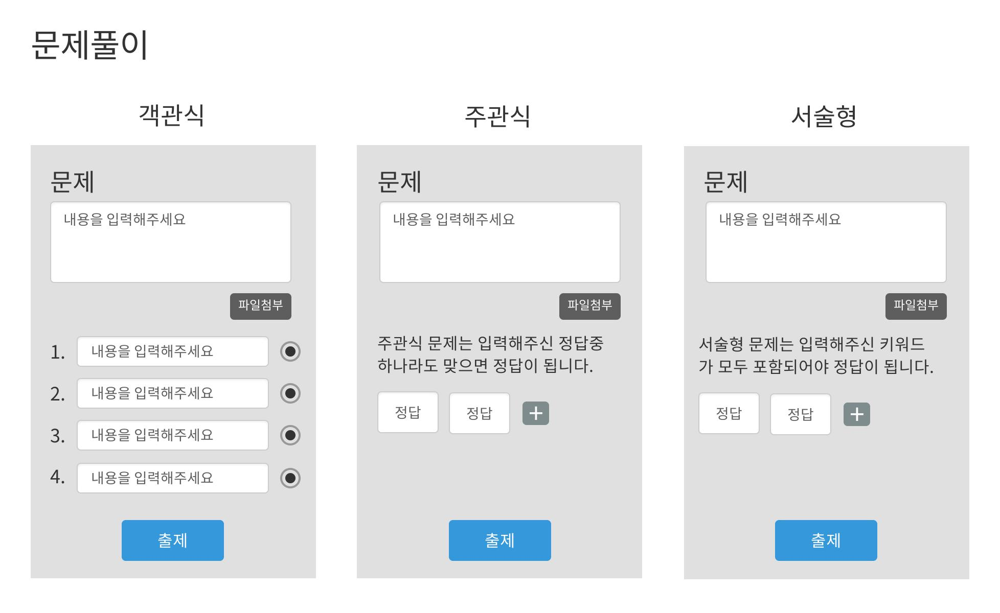 문제풀이
객관식
문제
내용을 입력해주세요
파일첨부
1. 내용을 입력해주세요
2. 내용을 입력해주세요
3. 내용을 입력해주세요
4. 내용을 입력해주세요
출제
주관식
문제
내용을 입력해주세요
파일첨부
주관식 문제는 입력해주신 정답중
하나라도 맞으면 정답이 됩니다.
정답 정답 +
출제
서술형
문제
내용을 입력해주세요
파일첨부
서술형 문제는 입력해주신 키워드
가 모두 포함되어야 정답이 됩니다.
정답 정답 +
출제